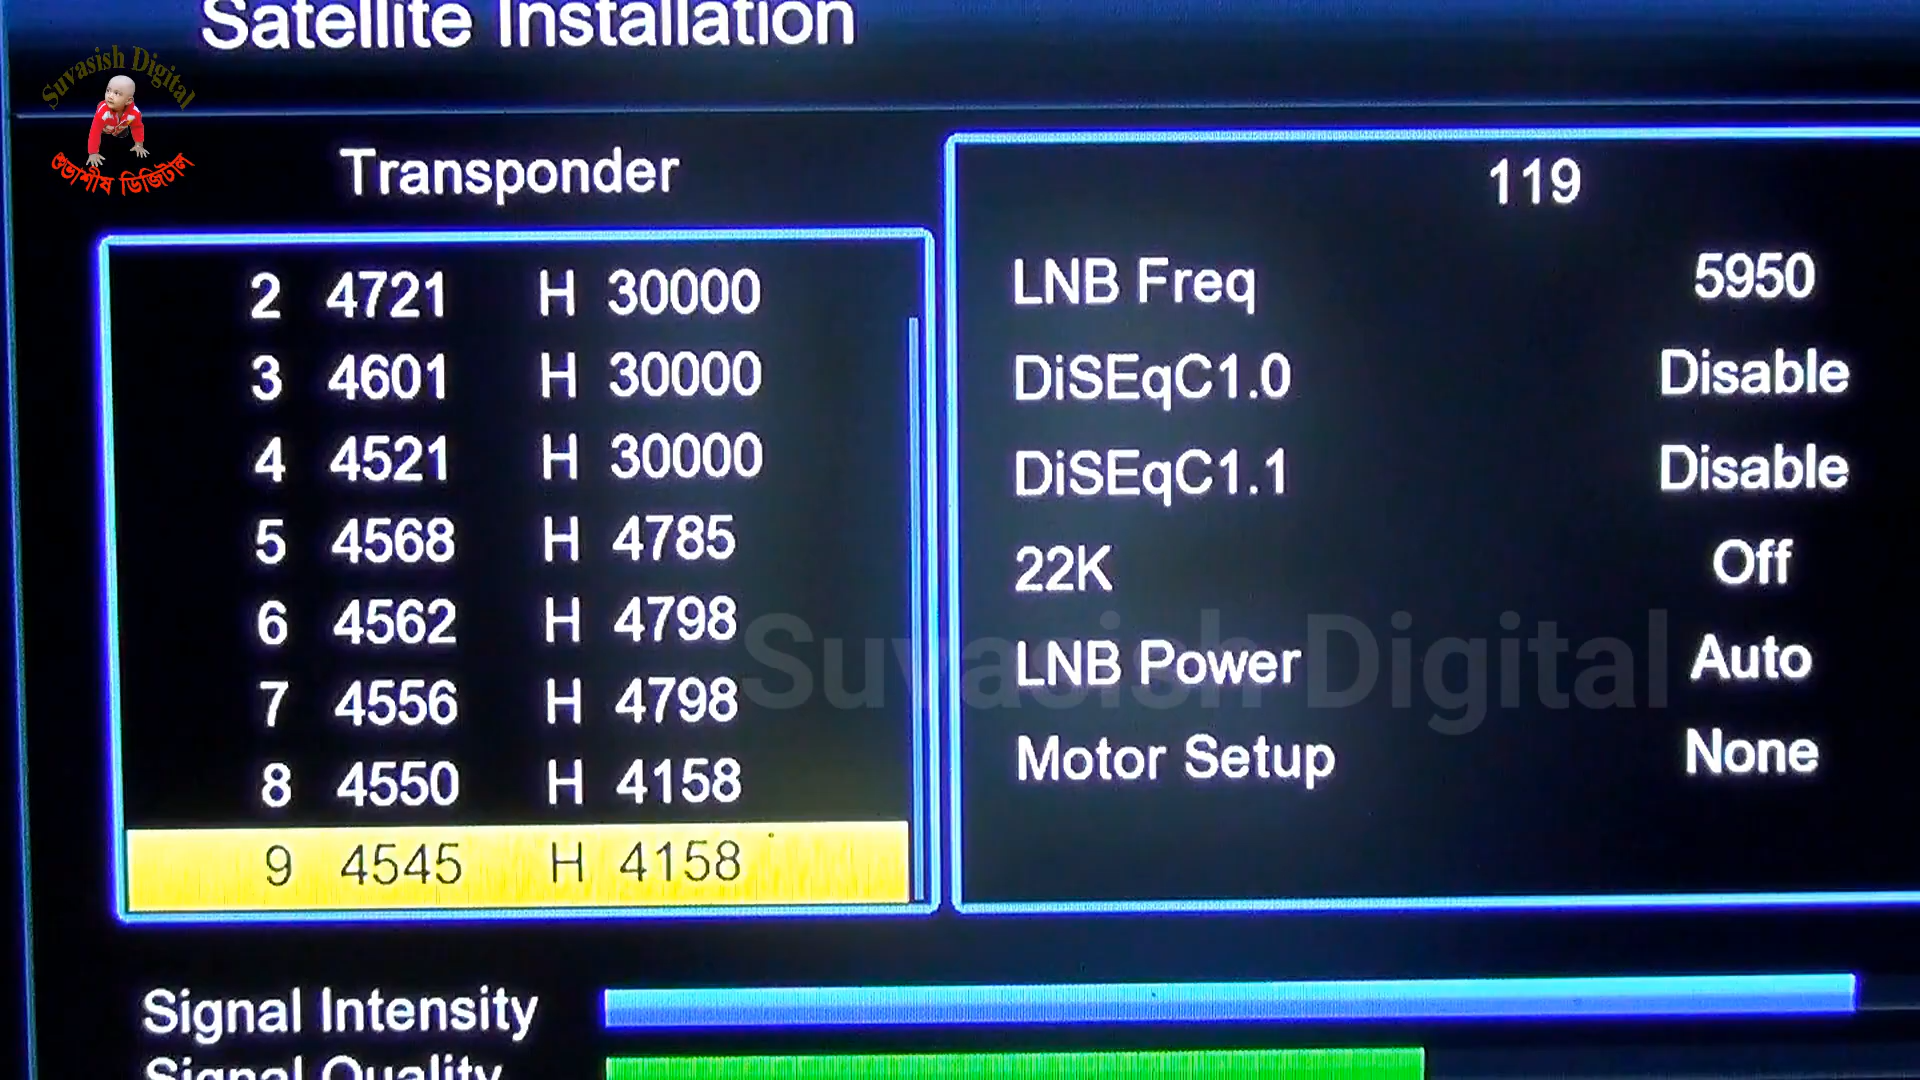 Satellite Installation
Suvasish Digital
শুভাশীষ ডিজিটাল
Transponder
2 4721 H 30000
3 4601 H 30000
4 4521 H 30000
5 4568 H 4785
6 4562 H 4798
7 4556 H 4798
8 4550 H 4158
9 4545 H 4158
119
LNB Freq 5950
DiSEqC1.0 Disable
DiSEqC1.1 Disable
22K Off
LNB Power Auto
Motor Setup None
Suvasish Digital
Signal Intensity
Signal Quality